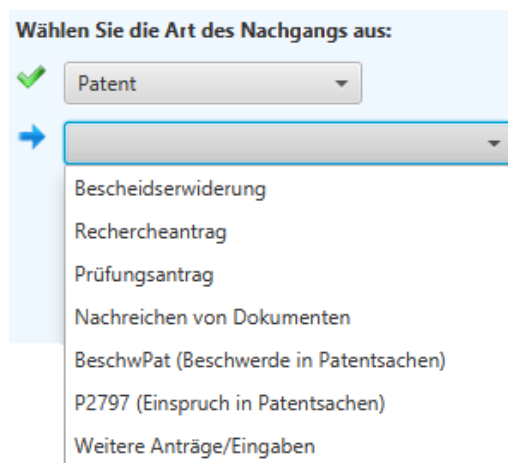 Wählen Sie die Art des Nachgangs aus:
Patent
Bescheidserwiderung
Rechercheantrag
Prüfungsantrag
Nachreichen von Dokumenten
BeschwPat (Beschwerde in Patentsachen)
P2797 (Einspruch in Patentsachen)
Weitere Anträge/Eingaben